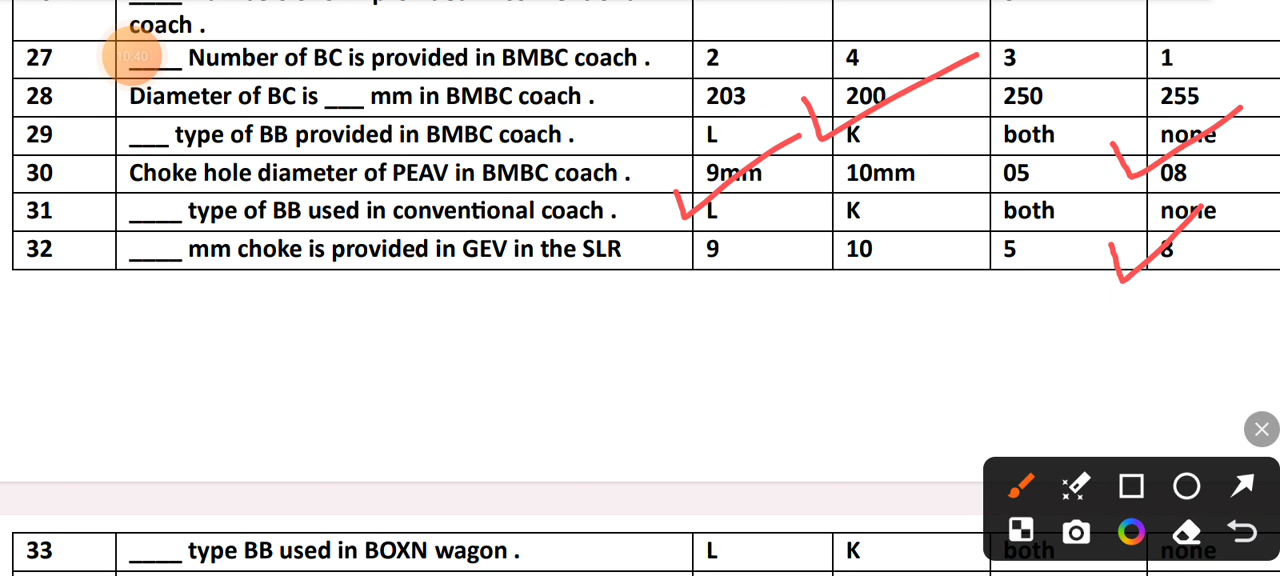 coach .
27 ____ Number of BC is provided in BMBC coach . 2 4 3 1
28 Diameter of BC is ___ mm in BMBC coach . 203 200 250 255
29 ___ type of BB provided in BMBC coach . L K both none
30 Choke hole diameter of PEAV in BMBC coach . 9mm 10mm 05 08
31 ____ type of BB used in conventional coach . L K both none
32 ____ mm choke is provided in GEV in the SLR 9 10 5 8
33 ____ type BB used in BOXN wagon . L K both none
10:40